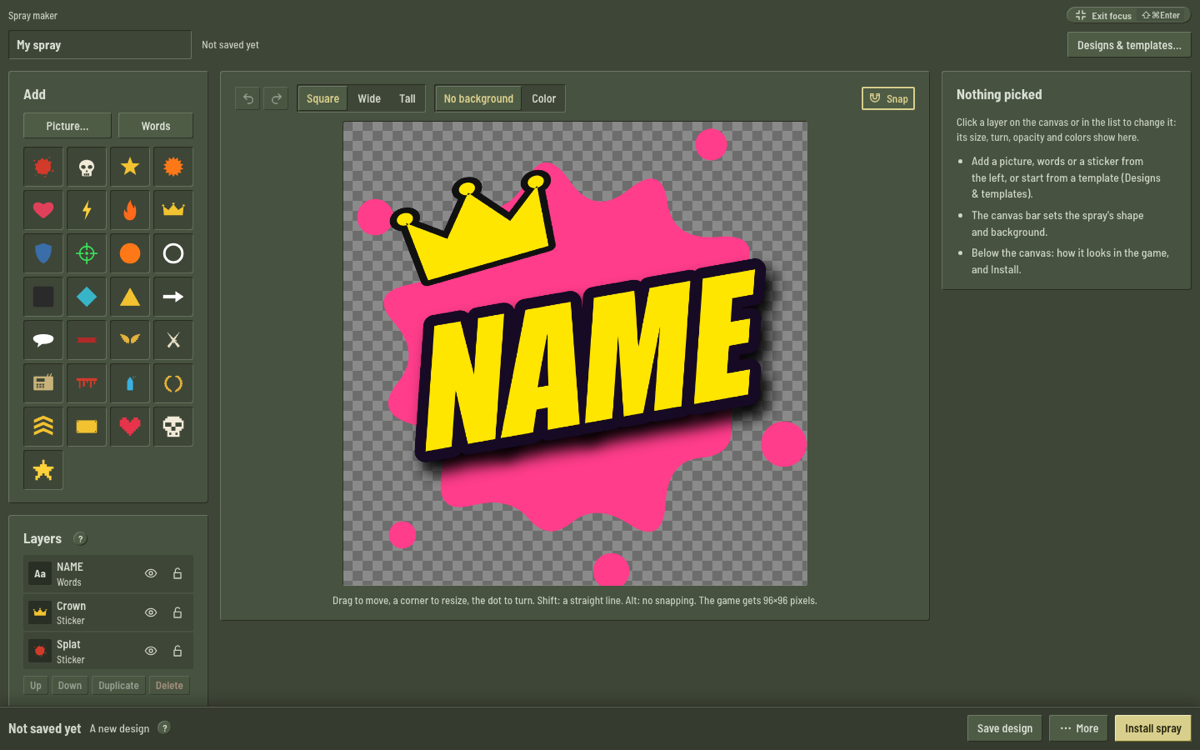 Spray maker
Exit focus ⇧⌘Enter
My spray
Not saved yet
Designs & templates...
Add
Picture...
Words
Square
Wide
Tall
No background
Color
Snap
Nothing picked
Click a layer on the canvas or in the list to change it:
its size, turn, opacity and colors show here.
• Add a picture, words or a sticker from
the left, or start from a template (Designs
& templates).
• The canvas bar sets the spray's shape
and background.
• Below the canvas: how it looks in the game,
and Install.
NAME
Layers ?
Aa
NAME
Words
Crown
Sticker
Splat
Sticker
Up
Down
Duplicate
Delete
Drag to move, a corner to resize, the dot to turn. Shift: a straight line. Alt: no snapping. The game gets 96×96 pixels.
Not saved yet
A new design ?
Save design
··· More
Install spray